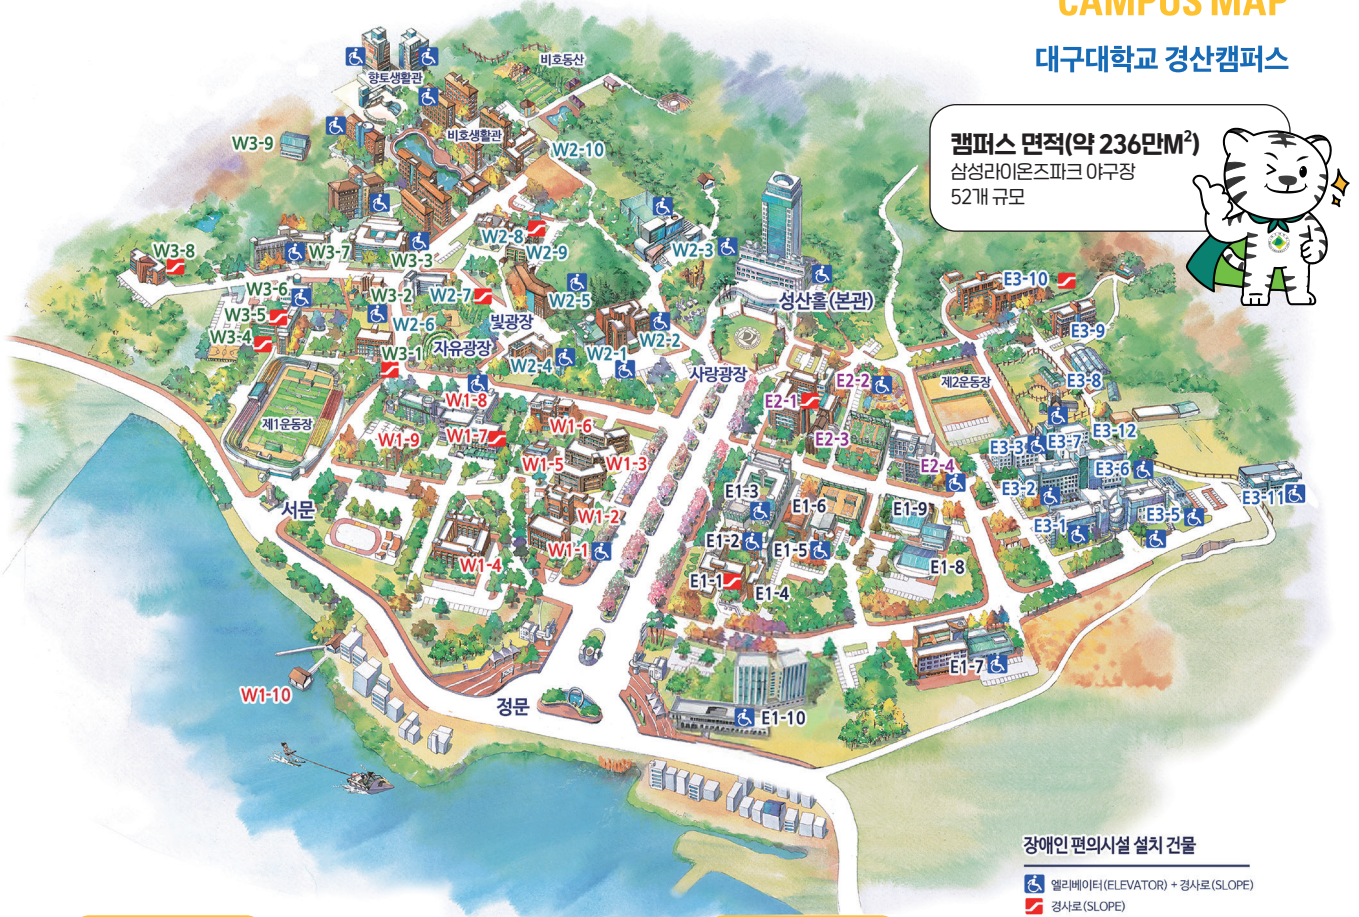 CAMPUS MAP
대구대학교 경산캠퍼스
캠퍼스 면적(약 236만M²)
삼성라이온즈파크 야구장
52개 규모
향토생활관
비호동산
비호생활관
W3-9
W2-10
W2-8
W2-9
W2-3
W3-8
W3-7
W3-3
W3-6
W3-2
W2-7
W2-5
성산홀(본관)
E3-10
W3-5
W2-6
빛광장
E3-9
W3-4
W3-1
자유광장
W2-4
W2-1
W2-2
사랑광장
E2-2
제2운동장
E3-8
W1-8
E2-1
제1운동장
W1-9
W1-7
W1-6
E2-3
E3-3
E3-7
E3-12
W1-5
W1-3
E2-4
E3-6
E1-3
E3-2
E3-11
서문
W1-2
E1-6
E1-9
E3-1
E3-5
W1-1
E1-2
E1-5
W1-4
E1-1
E1-4
E1-8
E1-7
W1-10
정문
E1-10
장애인 편의시설 설치 건물
엘리베이터(ELEVATOR) + 경사로(SLOPE)
경사로(SLOPE)